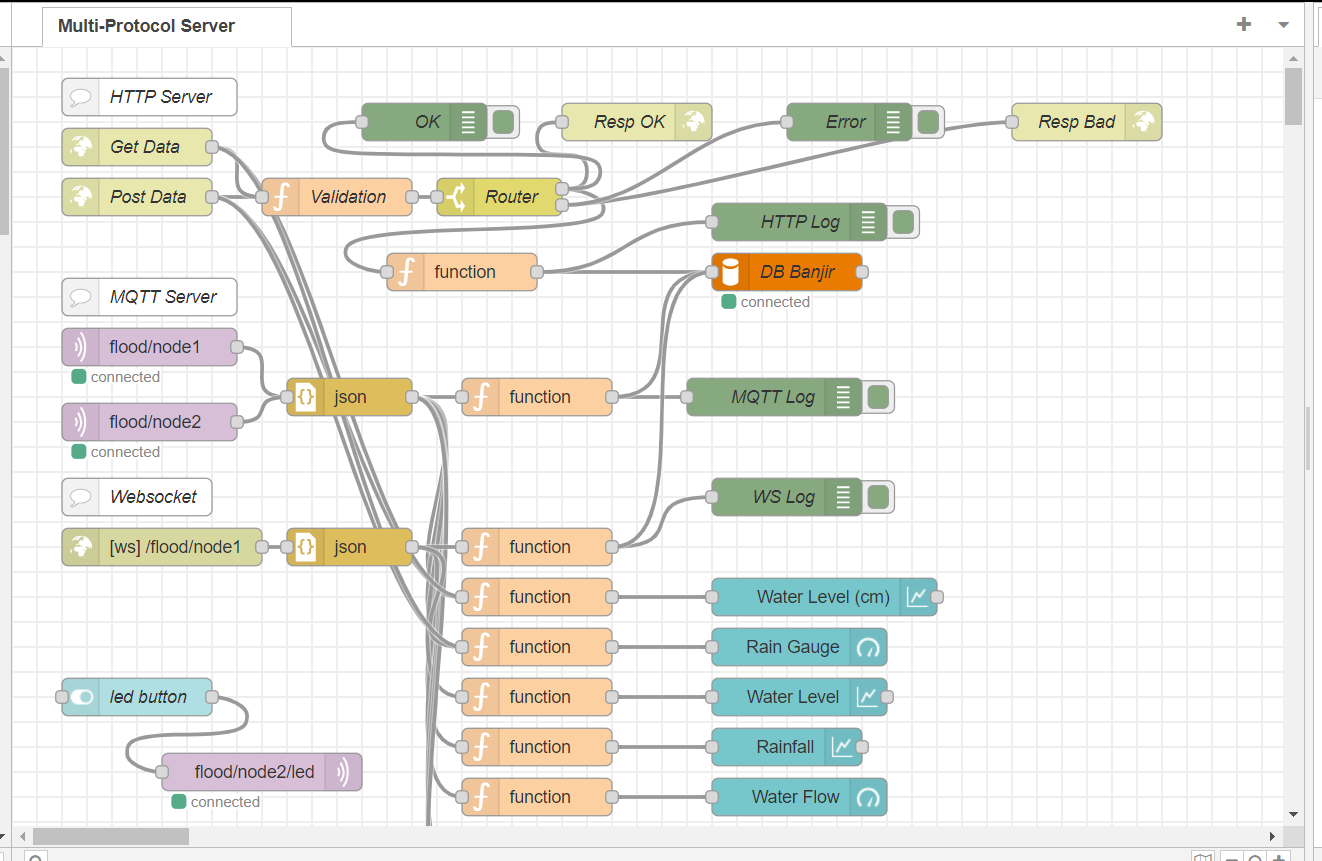 Multi-Protocol Server
HTTP Server
OK
Resp OK
Error
Resp Bad
Get Data
Post Data
Validation
Router
HTTP Log
function
DB Banjir
connected
MQTT Server
flood/node1
connected
json
function
MQTT Log
flood/node2
connected
Websocket
WS Log
[ws] /flood/node1
json
function
function
Water Level (cm)
function
Rain Gauge
led button
function
Water Level
function
Rainfall
flood/node2/led
connected
function
Water Flow